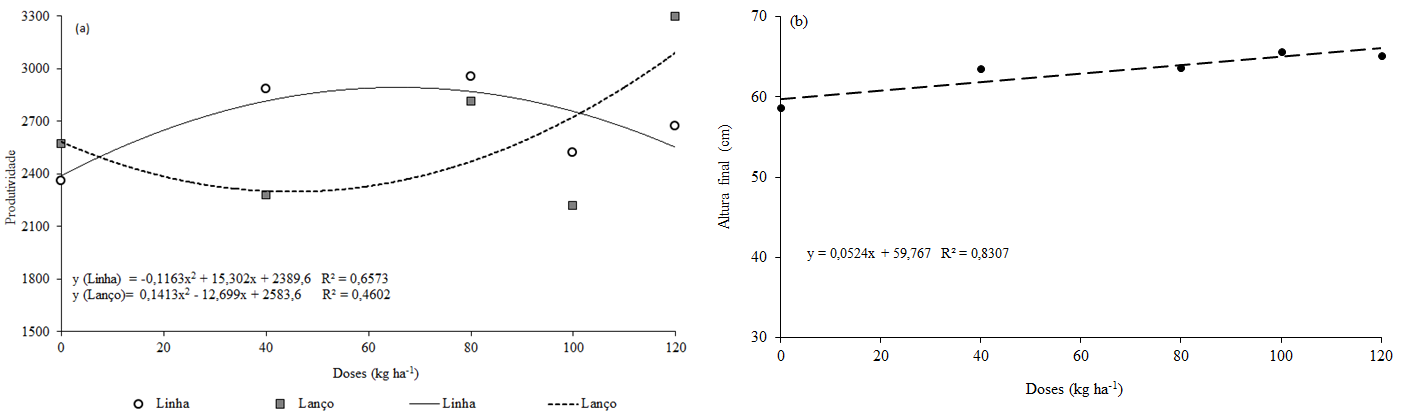 (a)
3300
3000
2700
2400
2100
1800
1500
Produtividade
y (Linha) = -0,1163x² + 15,302x + 2389,6 R² = 0,6573
y (Lanço)= 0,1413x² - 12,699x + 2583,6 R² = 0,4602
0 20 40 60 80 100 120
Doses (kg ha⁻¹)
Linha Lanço Linha Lanço
(b)
70
60
50
40
30
Altura final (cm)
y = 0,0524x + 59,767 R² = 0,8307
0 20 40 60 80 100 120
Doses (kg ha⁻¹)